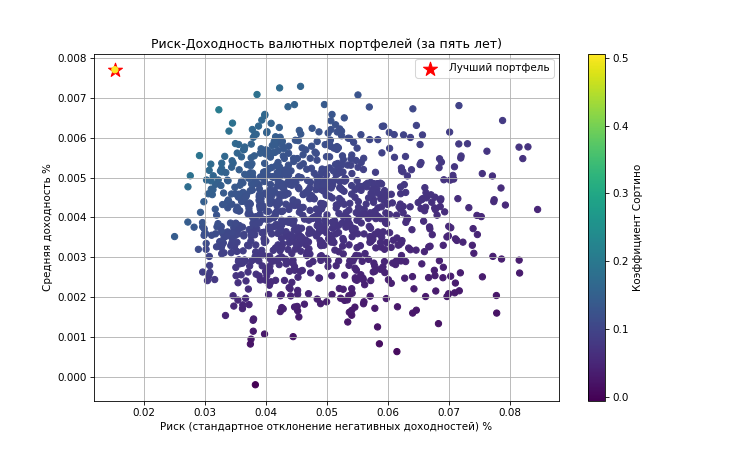 Риск-Доходность валютных портфелей (за пять лет)
Лучший портфель
Средняя доходность %
0.008
0.007
0.006
0.005
0.004
0.003
0.002
0.001
0.000
0.02 0.03 0.04 0.05 0.06 0.07 0.08
Риск (стандартное отклонение негативных доходностей) %
0.5
0.4
0.3
0.2
0.1
0.0
Коэффициент Сортино